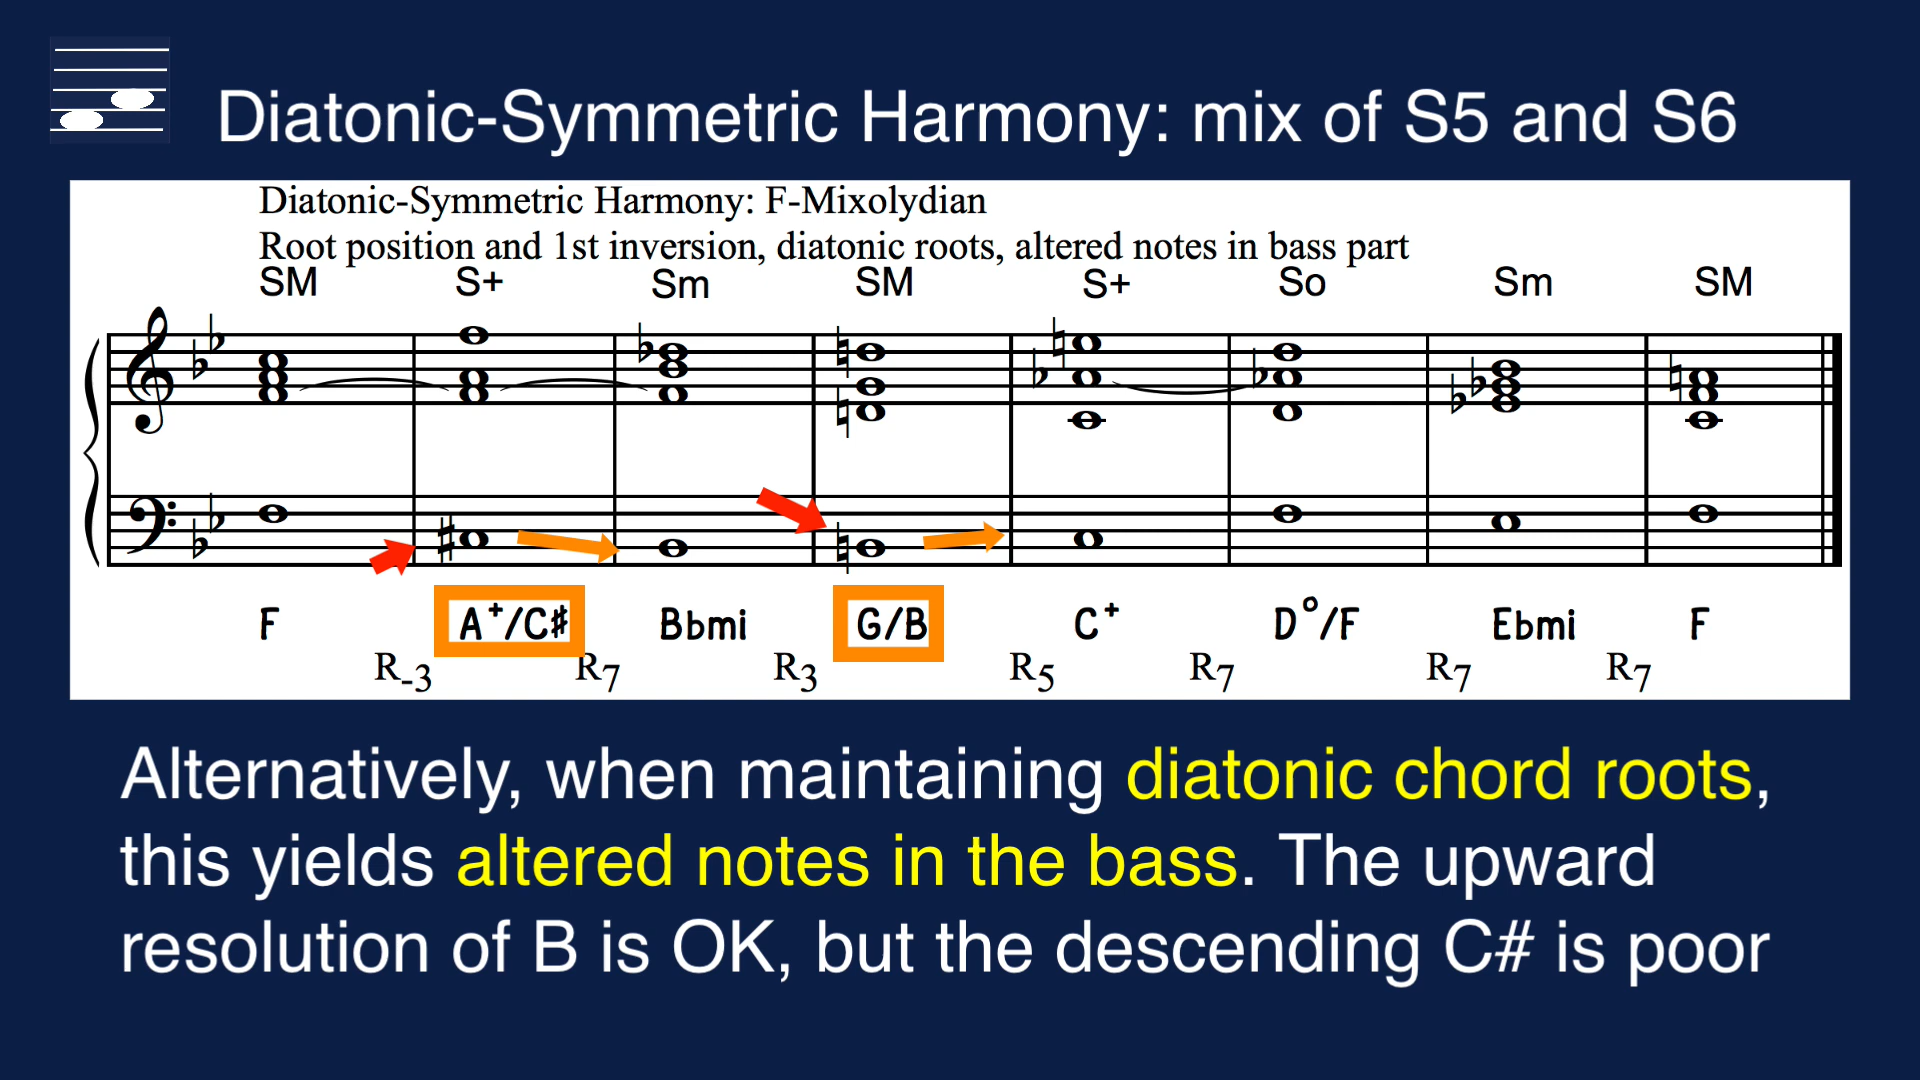 Diatonic-Symmetric Harmony: mix of S5 and S6
Diatonic-Symmetric Harmony: F-Mixolydian
Root position and 1st inversion, diatonic roots, altered notes in bass part
SM S+ Sm SM S+ So Sm SM
F A+/C# Bbmi G/B C+ D°/F Ebmi F
R-3 R7 R3 R5 R7 R7 R7
Alternatively, when maintaining diatonic chord roots,
this yields altered notes in the bass. The upward
resolution of B is OK, but the descending C# is poor